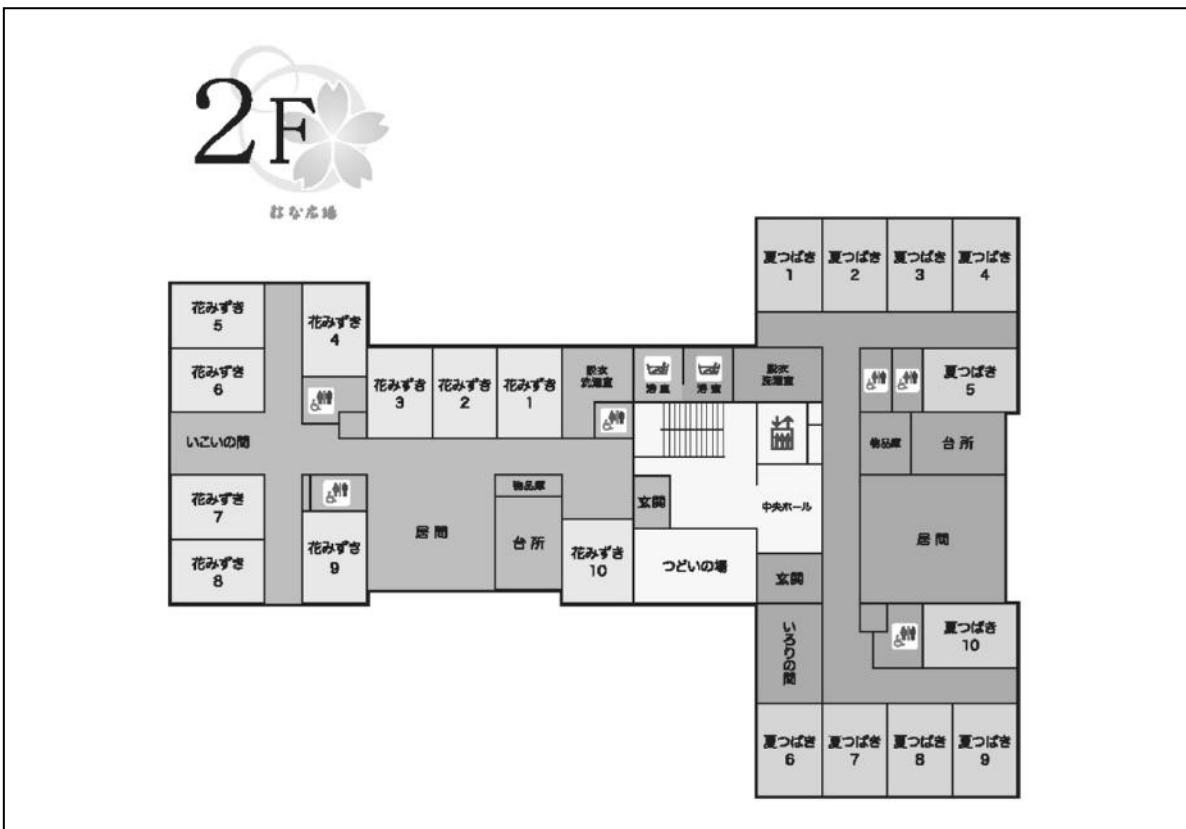 2F
はな広場
夏つばき
1
夏つばき
2
夏つばき
3
夏つばき
4
花みずき
5
花みずき
4
花みずき
6
花みずき
3
花みずき
2
花みずき
1
脱衣
洗濯室
浴室
浴室
脱衣
洗濯室
夏つばき
5
いこいの間
物品庫
台所
花みずき
7
物品庫
玄関
中央ホール
居間
台所
居間
花みずき
8
花みずき
9
花みずき
10
つどいの場
玄関
いろりの間
夏つばき
10
夏つばき
6
夏つばき
7
夏つばき
8
夏つばき
9